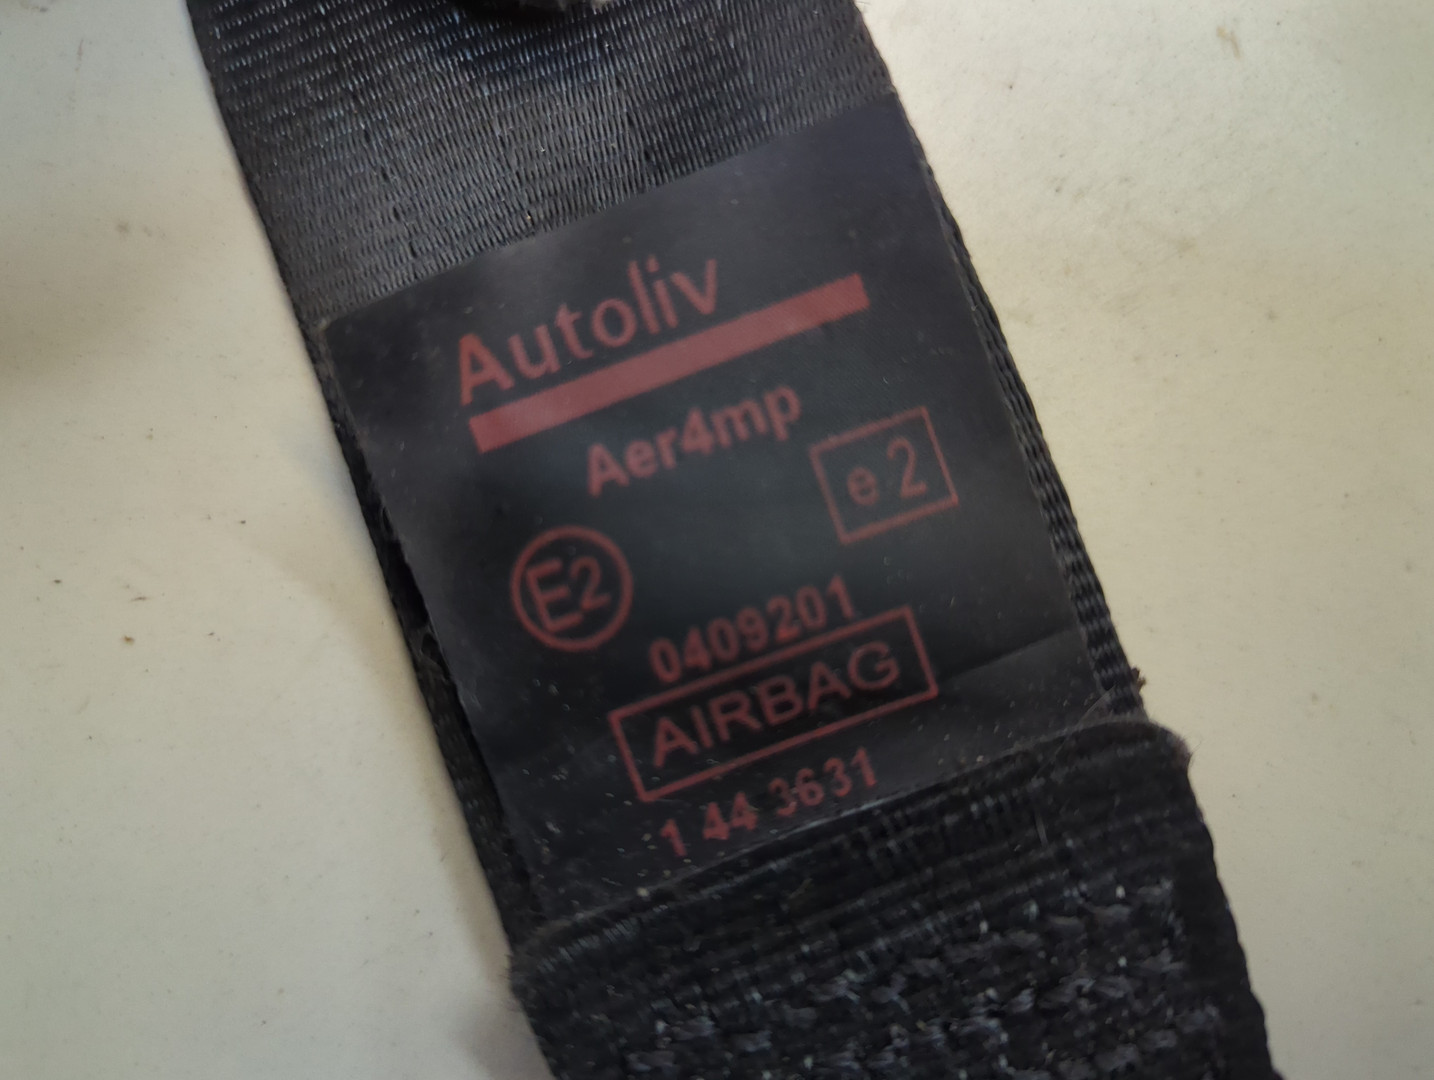 Autoliv
Aer4mp
e 2
E2
0409201
AIRBAG
1 44 3631